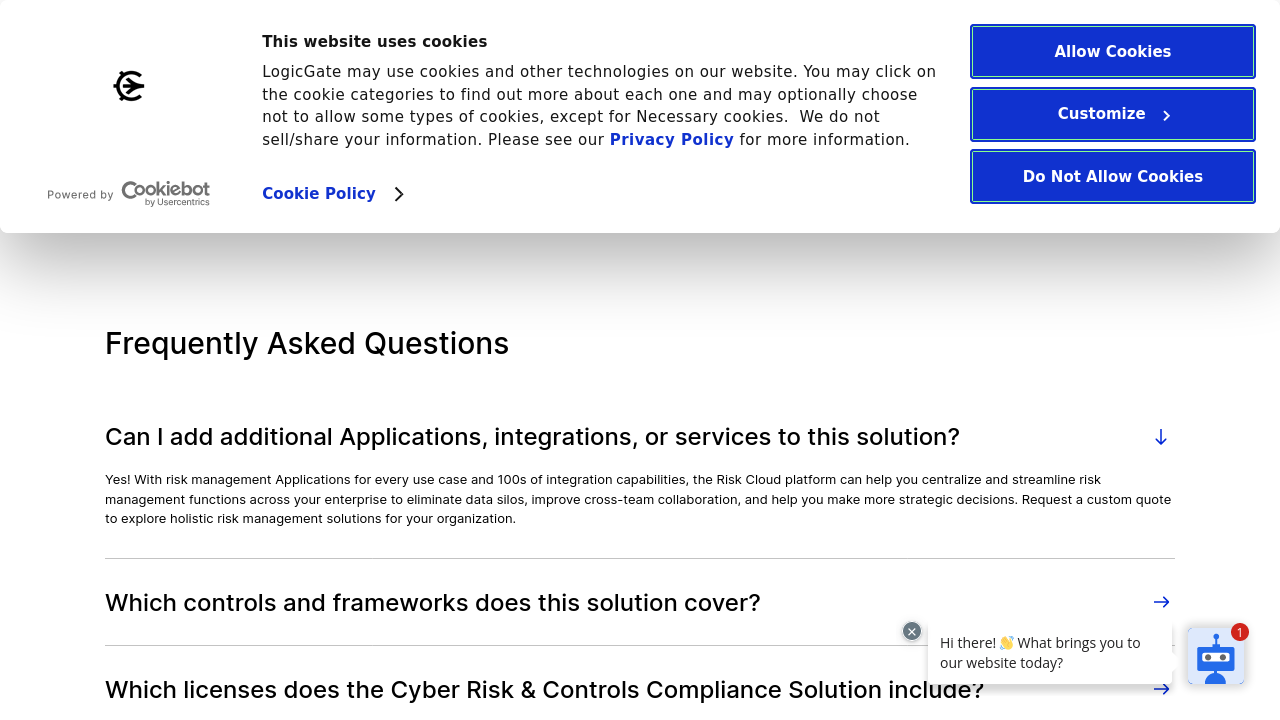 This website uses cookies
LogicGate may use cookies and other technologies on our website. You may click on
the cookie categories to find out more about each one and may optionally choose
not to allow some types of cookies, except for Necessary cookies.  We do not
sell/share your information. Please see our Privacy Policy for more information.
Powered by Cookiebot
by Usercentrics
Cookie Policy
Allow Cookies
Customize
Do Not Allow Cookies
Frequently Asked Questions
Can I add additional Applications, integrations, or services to this solution?
Yes! With risk management Applications for every use case and 100s of integration capabilities, the Risk Cloud platform can help you centralize and streamline risk
management functions across your enterprise to eliminate data silos, improve cross-team collaboration, and help you make more strategic decisions. Request a custom quote
to explore holistic risk management solutions for your organization.
Which controls and frameworks does this solution cover?
Which licenses does the Cyber Risk & Controls Compliance Solution include?
Hi there! 👋 What brings you to
our website today?
1